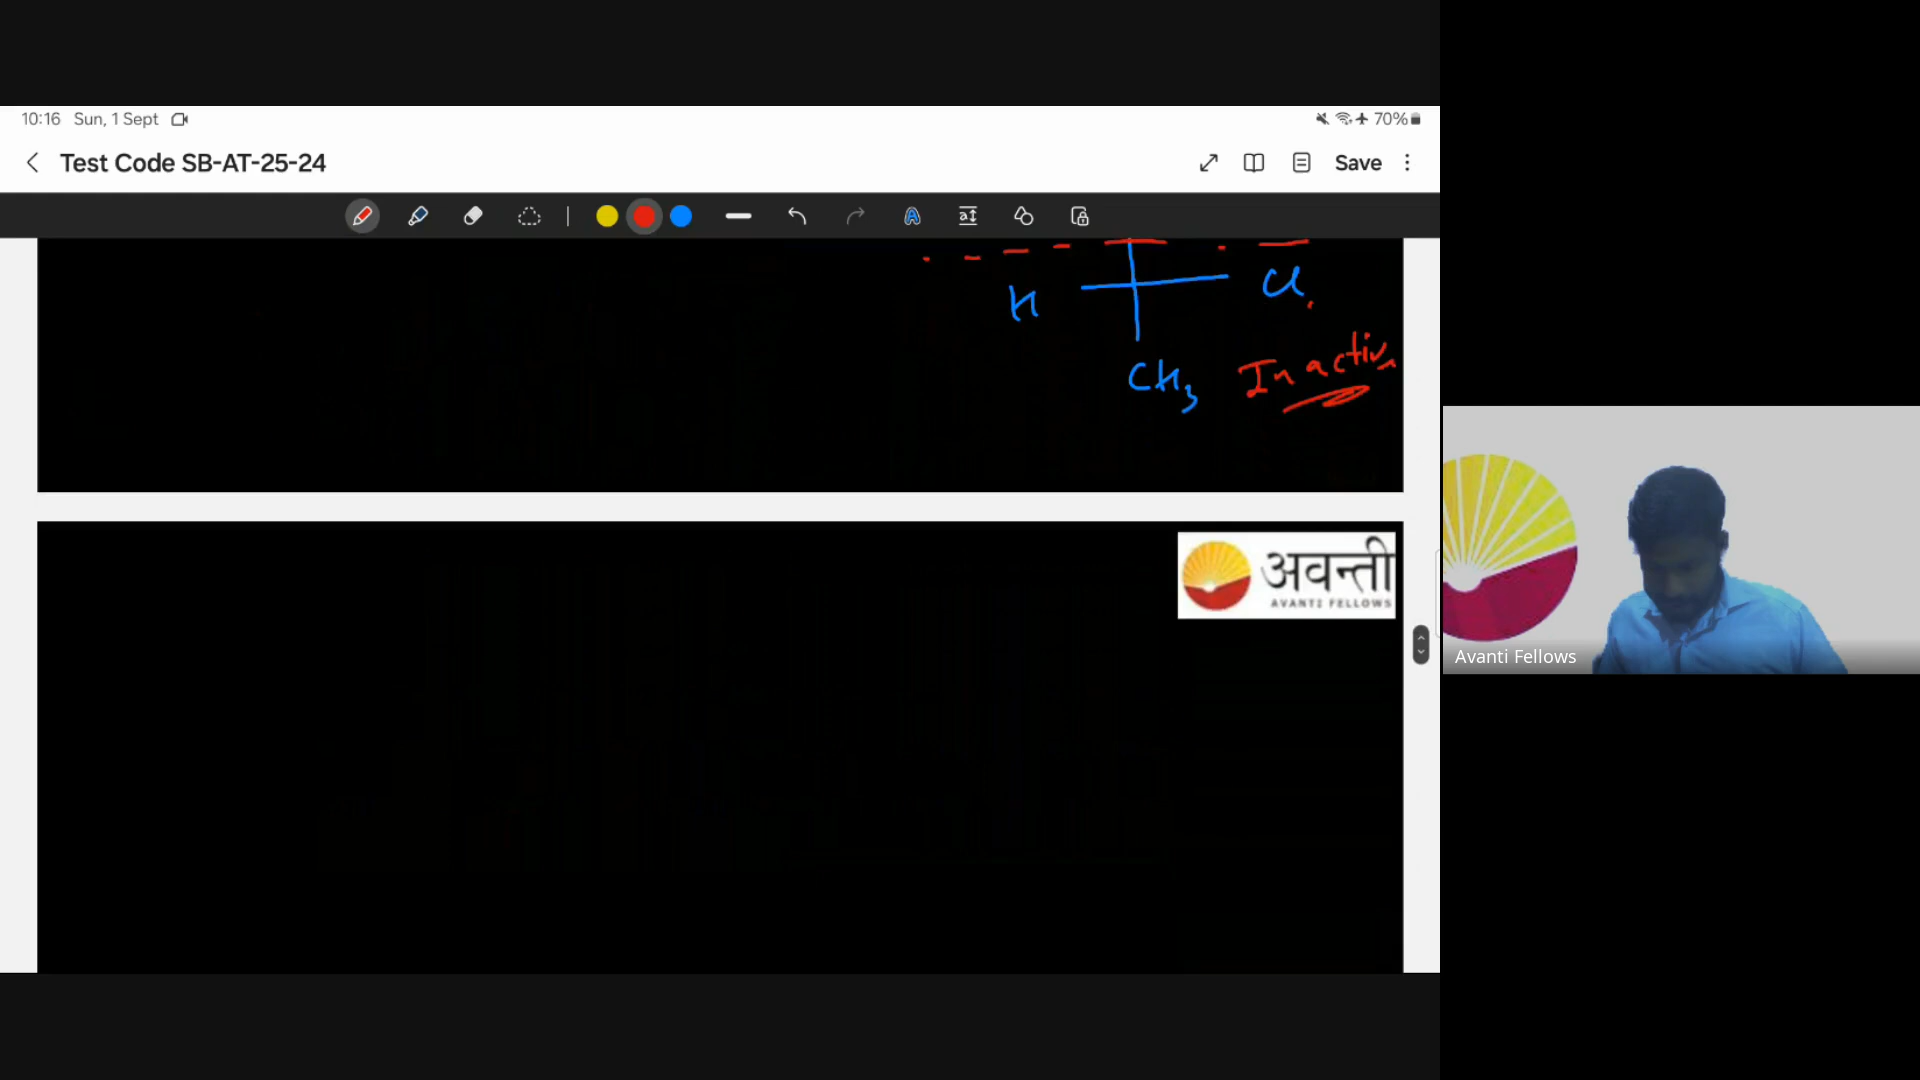 10:16 Sun, 1 Sept
70%
Test Code SB-AT-25-24
Save
H
Cl
CH3
Inactive
अवन्ती
AVANTI FELLOWS
Avanti Fellows